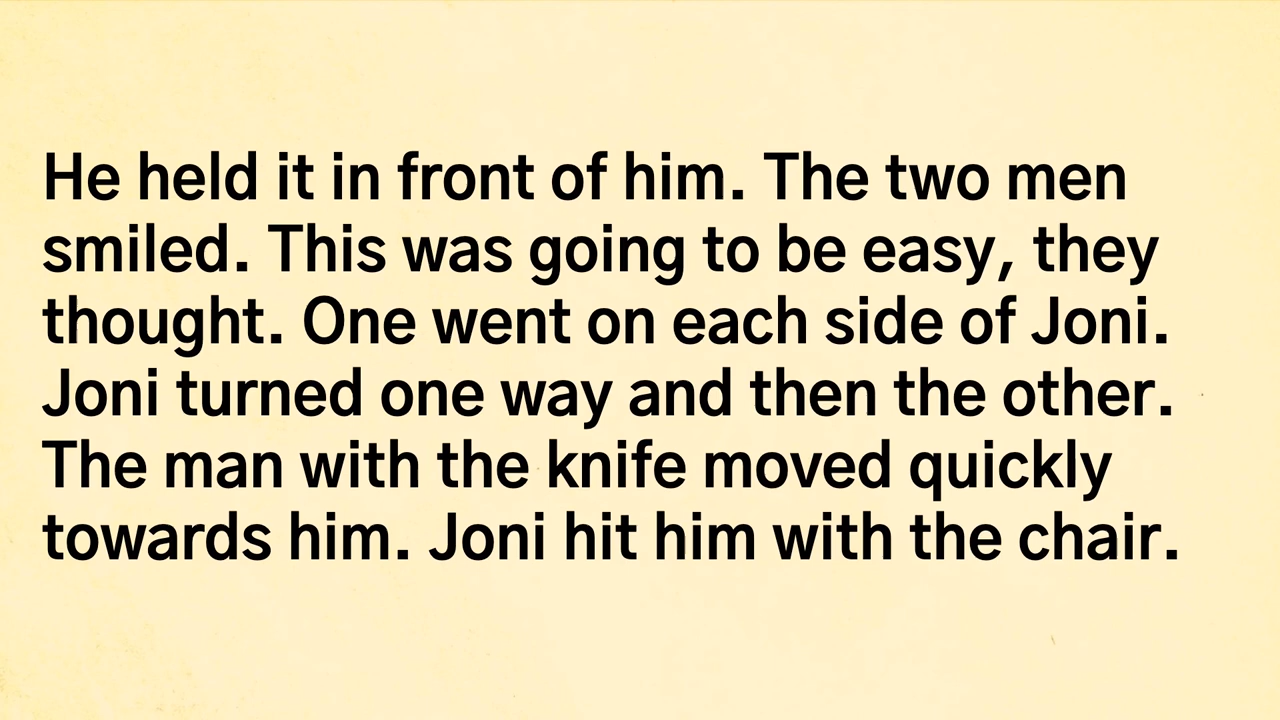 He held it in front of him. The two men
smiled. This was going to be easy, they
thought. One went on each side of Joni.
Joni turned one way and then the other.
The man with the knife moved quickly
towards him. Joni hit him with the chair.